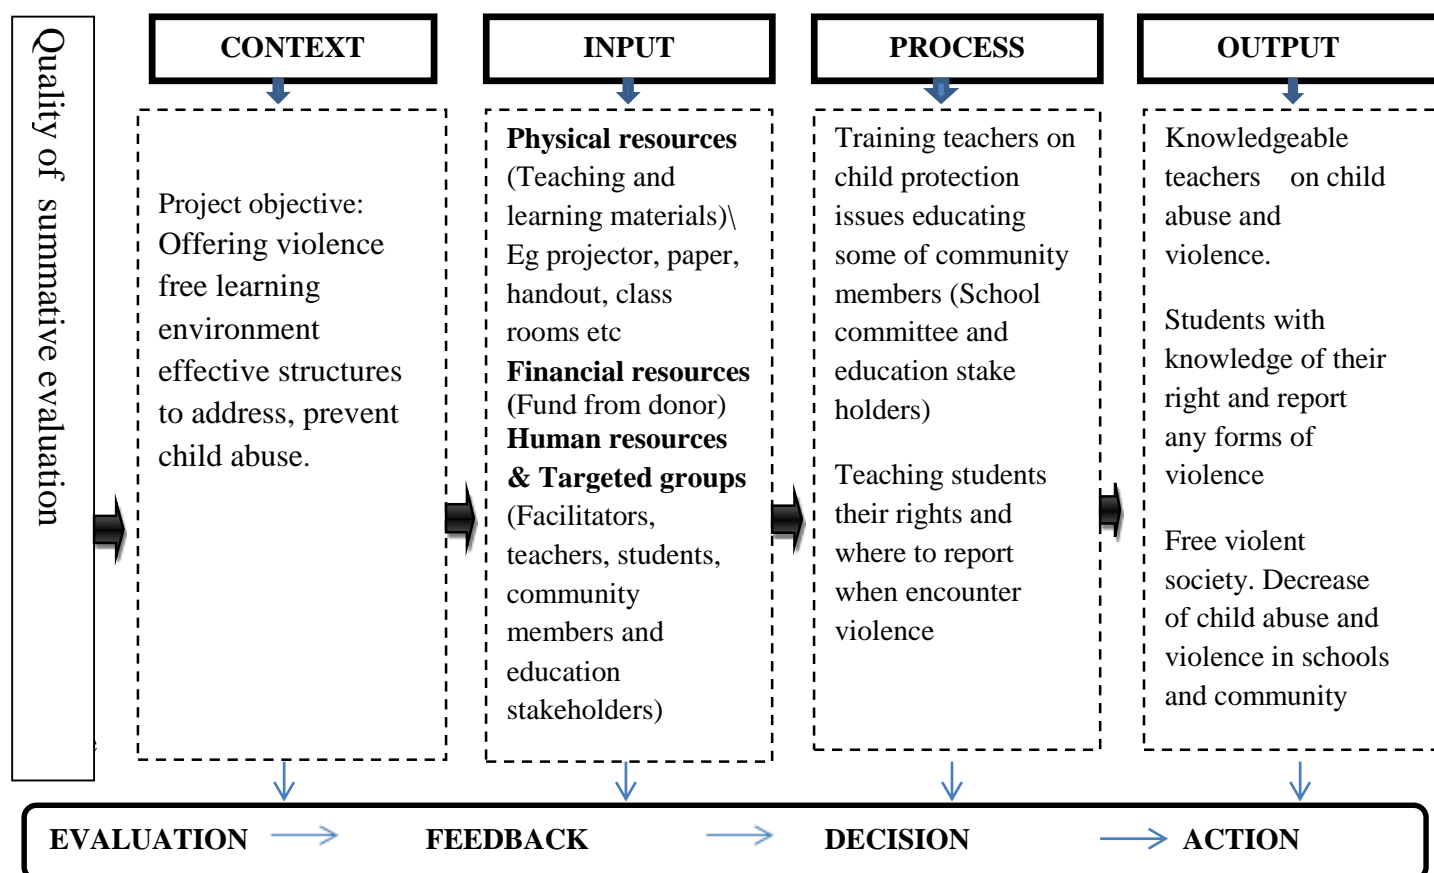 Quality of summative evaluation
CONTEXT
INPUT
PROCESS
OUTPUT
Project objective:
Offering violence
free learning
environment
effective structures
to address, prevent
child abuse.
Physical resources
(Teaching and
learning materials)\
Eg projector, paper,
handout, class
rooms etc
Financial resources
(Fund from donor)
Human resources
& Targeted groups
(Facilitators,
teachers, students,
community
members and
education
stakeholders)
Training teachers on
child protection
issues educating
some of community
members (School
committee and
education stake
holders)
Teaching students
their rights and
where to report
when encounter
violence
Knowledgeable
teachers on child
abuse and
violence.
Students with
knowledge of their
right and report
any forms of
violence
Free violent
society. Decrease
of child abuse and
violence in schools
and community
EVALUATION FEEDBACK DECISION ACTION